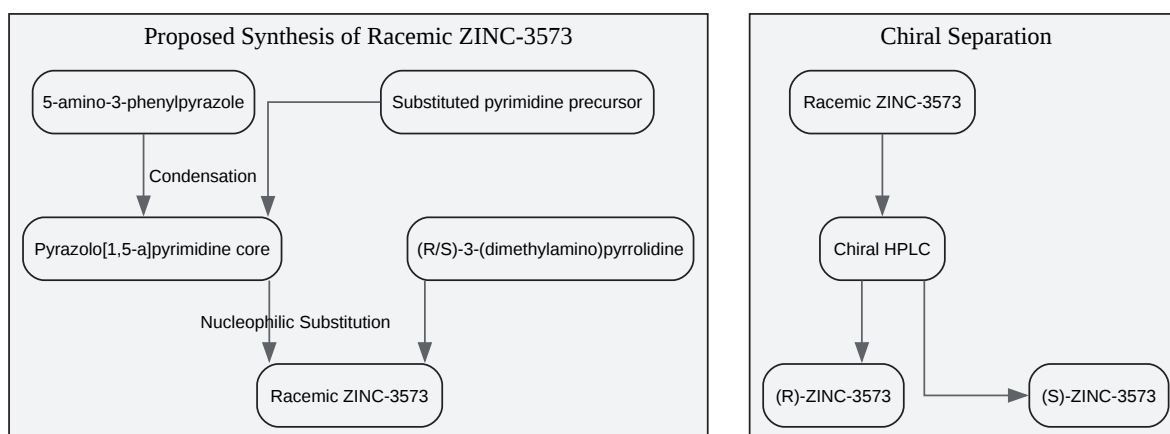 Proposed Synthesis of Racemic ZINC-3573
5-amino-3-phenylpyrazole
Substituted pyrimidine precursor
Condensation
Pyrazolo[1,5-a]pyrimidine core
(R/S)-3-(dimethylamino)pyrrolidine
Nucleophilic Substitution
Racemic ZINC-3573
Chiral Separation
Racemic ZINC-3573
Chiral HPLC
(R)-ZINC-3573
(S)-ZINC-3573